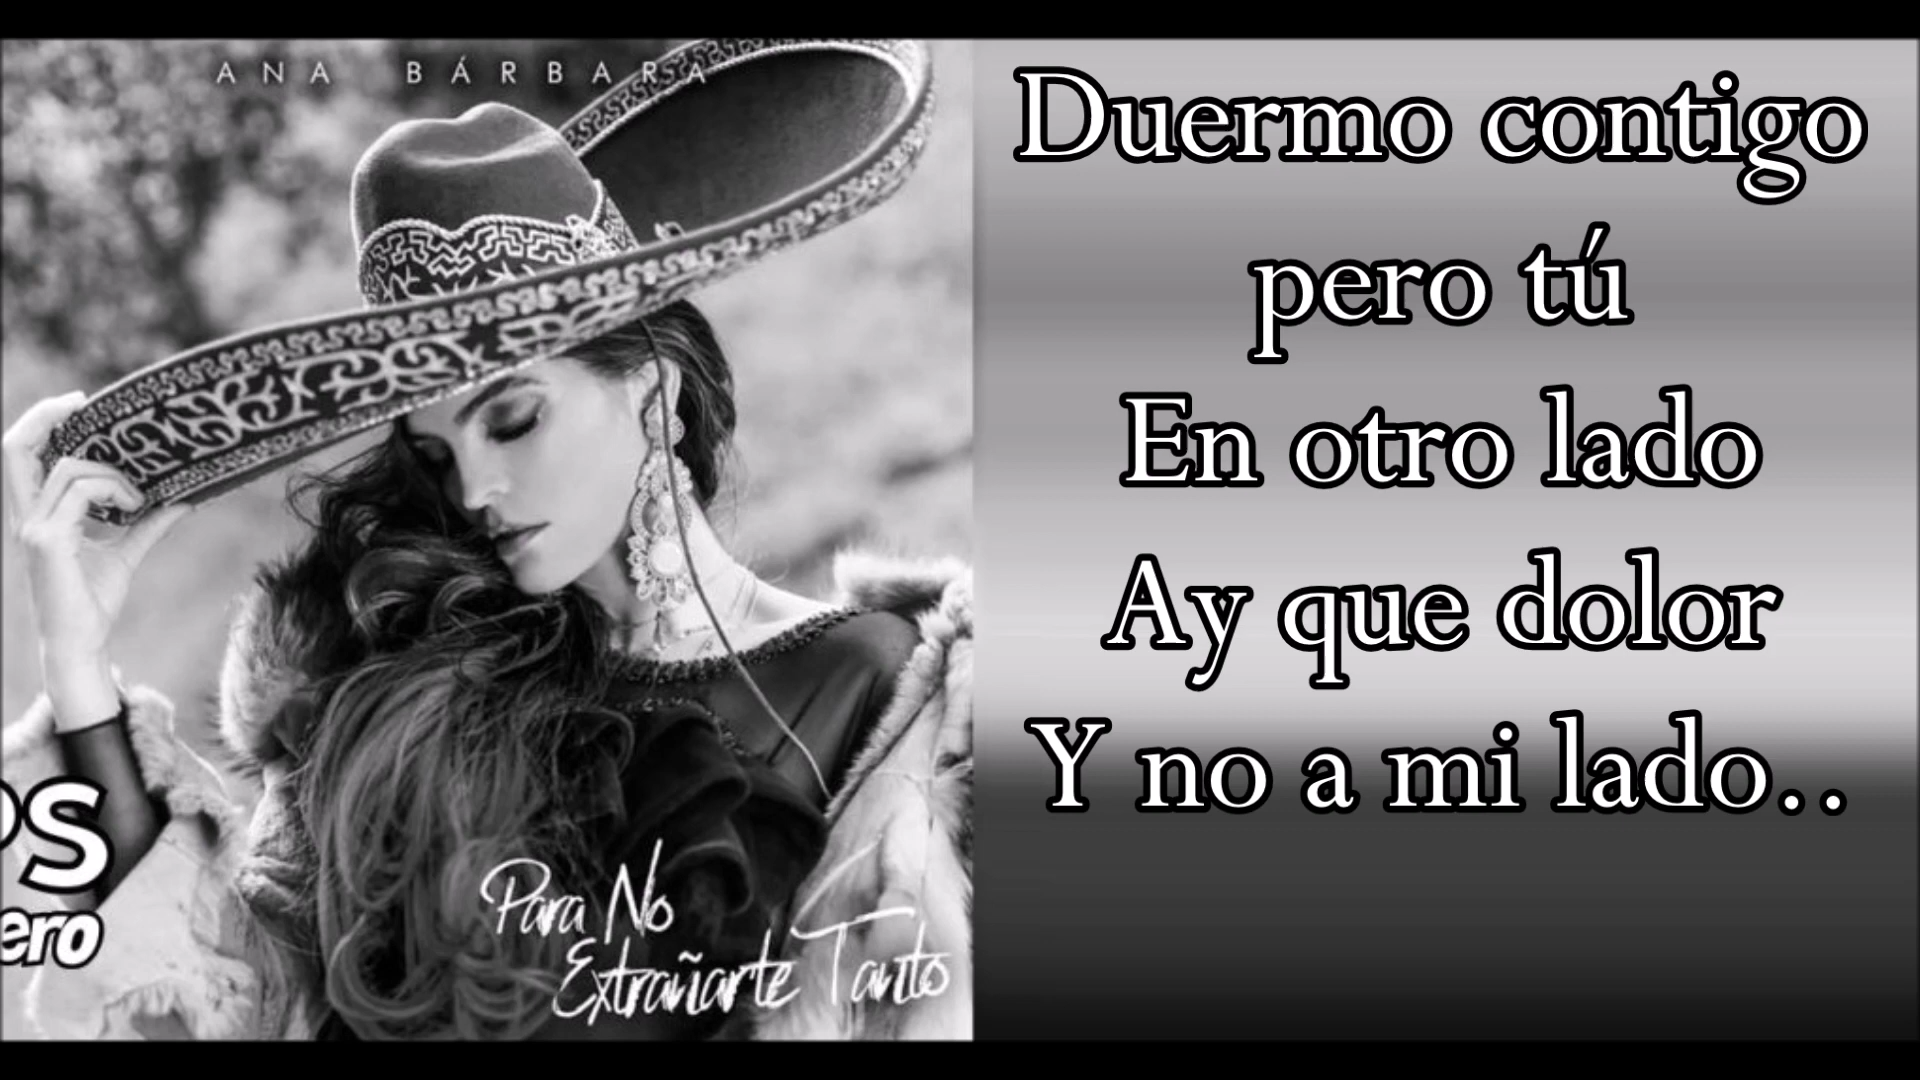 ANA BÁRBARA
Duermo contigo
pero tú
En otro lado
Ay que dolor
Y no a mi lado..
Para No
Extrañarte Tanto